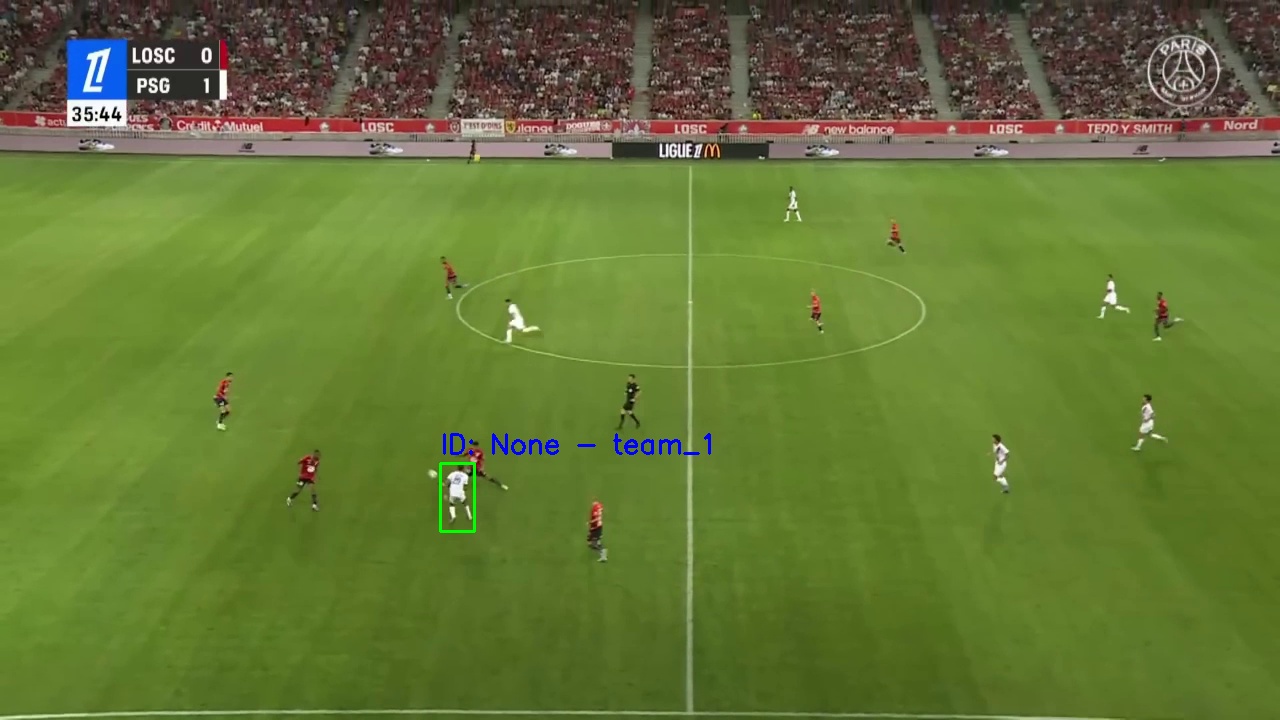 LOSC 0
PSG 1
35:44
PARIS
Crédit Mutuel
LOSC
LOSC
new balance
LOSC
TEDDY SMITH
Nord
LIGUE 1
ID: None - team_1